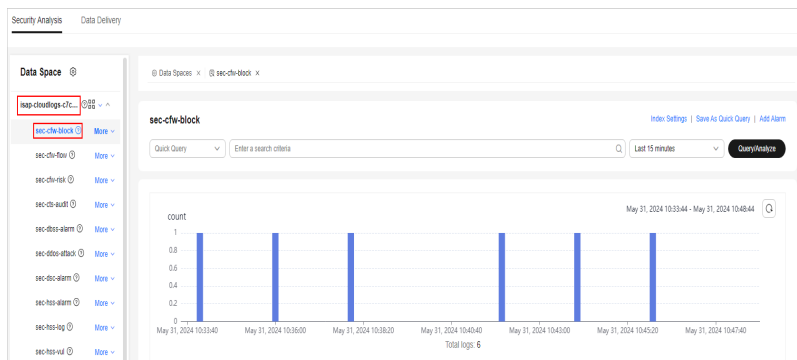 Security Analysis Data Delivery
Data Space
Data Spaces × sec-cfw-block ×
isap-cloudlogs-c7c...
sec-cfw-block More
sec-cfw-flow More
sec-cfw-risk More
sec-cts-audit More
sec-dbss-alarm More
sec-ddos-attack More
sec-dsc-alarm More
sec-hss-alarm More
sec-hss-log More
sec-hss-vul More
sec-cfw-block
Index Settings | Save As Quick Query | Add Alarm
Quick Query Enter a search criteria Last 15 minutes Query/Analyze
May 31, 2024 10:33:44 - May 31, 2024 10:48:44
count
1
0.8
0.6
0.4
0.2
0
May 31, 2024 10:33:40 May 31, 2024 10:36:00 May 31, 2024 10:38:20 May 31, 2024 10:40:40 May 31, 2024 10:43:00 May 31, 2024 10:45:20 May 31, 2024 10:47:40
Total logs: 6